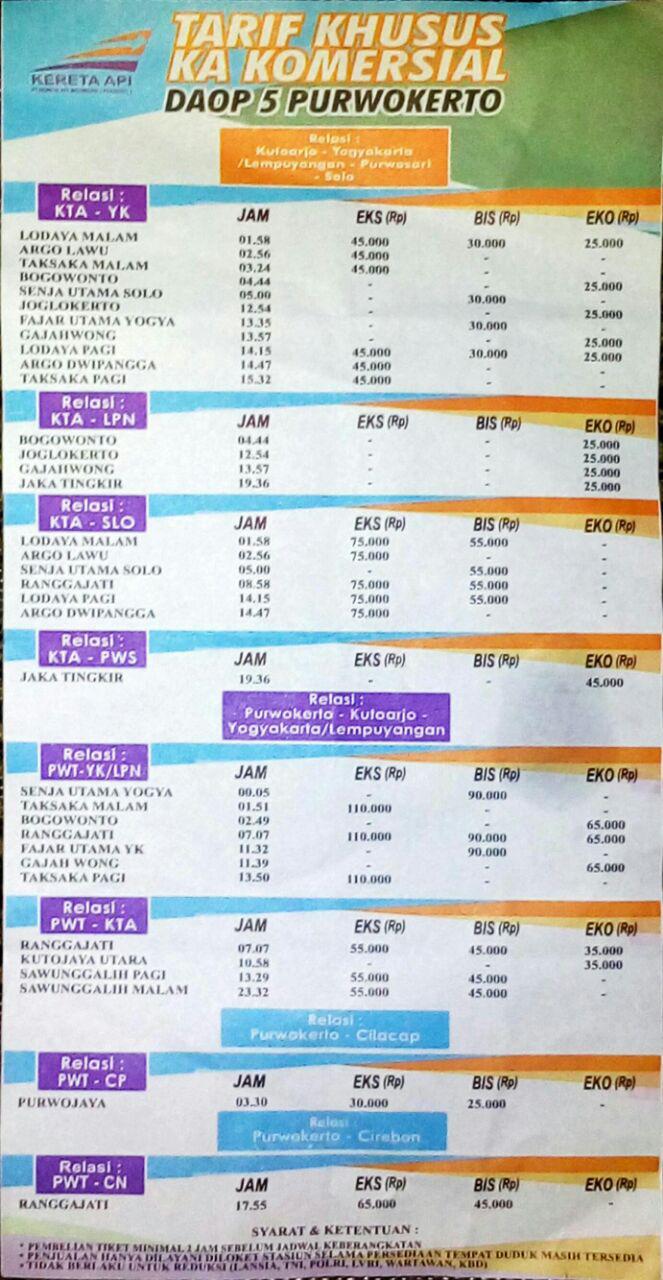 TARIF KHUSUS
KA KOMERSIAL
DAOP 5 PURWOKERTO
KERETA API
Relasi :
Kutoarjo - Yogyakarta
/Lempuyangan - Purwosari
- Solo
Relasi :
KTA - YK JAM EKS (Rp) BIS (Rp) EKO (Rp)
LODAYA MALAM 01.58 45.000 30.000 25.000
ARGO LAWU 02.56 45.000 - -
TAKSAKA MALAM 03.24 45.000 - -
BOGOWONTO 04.44 - - 25.000
SENJA UTAMA SOLO 05.00 - 30.000 -
JOGLOKERTO 12.54 - - 25.000
FAJAR UTAMA YOGYA 13.35 - 30.000 -
GAJAHWONG 13.57 - - 25.000
LODAYA PAGI 14.15 45.000 30.000 25.000
ARGO DWIPANGGA 14.47 45.000 - -
TAKSAKA PAGI 15.32 45.000 - -
Relasi :
KTA - LPN JAM EKS (Rp) BIS (Rp) EKO (Rp)
BOGOWONTO 04.44 - - 25.000
JOGLOKERTO 12.54 - - 25.000
GAJAHWONG 13.57 - - 25.000
JAKA TINGKIR 19.36 - - 25.000
Relasi :
KTA - SLO JAM EKS (Rp) BIS (Rp) EKO (Rp)
LODAYA MALAM 01.58 75.000 55.000 -
ARGO LAWU 02.56 75.000 - -
SENJA UTAMA SOLO 05.00 - 55.000 -
RANGGAJATI 08.58 75.000 55.000 -
LODAYA PAGI 14.15 75.000 55.000 -
ARGO DWIPANGGA 14.47 75.000 - -
Relasi :
KTA - PWS JAM EKS (Rp) BIS (Rp) EKO (Rp)
JAKA TINGKIR 19.36 - - 45.000
Relasi :
Purwokerto - Kutoarjo -
Yogyakarta/Lempuyangan
Relasi :
PWT-YK/LPN JAM EKS (Rp) BIS (Rp) EKO (Rp)
SENJA UTAMA YOGYA 00.05 - 90.000 -
TAKSAKA MALAM 01.51 110.000 - -
BOGOWONTO 02.49 - - 65.000
RANGGAJATI 07.07 110.000 90.000 65.000
FAJAR UTAMA YK 11.32 - 90.000 -
GAJAH WONG 11.39 - - 65.000
TAKSAKA PAGI 13.50 110.000 - -
Relasi :
PWT - KTA JAM EKS (Rp) BIS (Rp) EKO (Rp)
RANGGAJATI 07.07 55.000 45.000 35.000
KUTOJAYA UTARA 10.58 - - 35.000
SAWUNGGALIH PAGI 13.29 55.000 45.000 -
SAWUNGGALIH MALAM 23.32 55.000 45.000 -
Relasi :
Purwokerto - Cilacap
Relasi :
PWT - CP JAM EKS (Rp) BIS (Rp) EKO (Rp)
PURWOJAYA 03.30 30.000 25.000 -
Relasi :
Purwokerto - Cirebon
Relasi :
PWT - CN JAM EKS (Rp) BIS (Rp) EKO (Rp)
RANGGAJATI 17.55 65.000 45.000 -
SYARAT & KETENTUAN :
* PEMBELIAN TIKET MINIMAL 2 JAM SEBELUM JADWAL KEBERANGKATAN
* PENJUALAN HANYA DILAYANI DILOKET STASIUN SELAMA PERSEDIAAN TEMPAT DUDUK MASIH TERSEDIA
* TIDAK BERLAKU UNTUK REDUKSI (LANSIA, TNI, POLRI, LVRI, WARTAWAN, KBD)